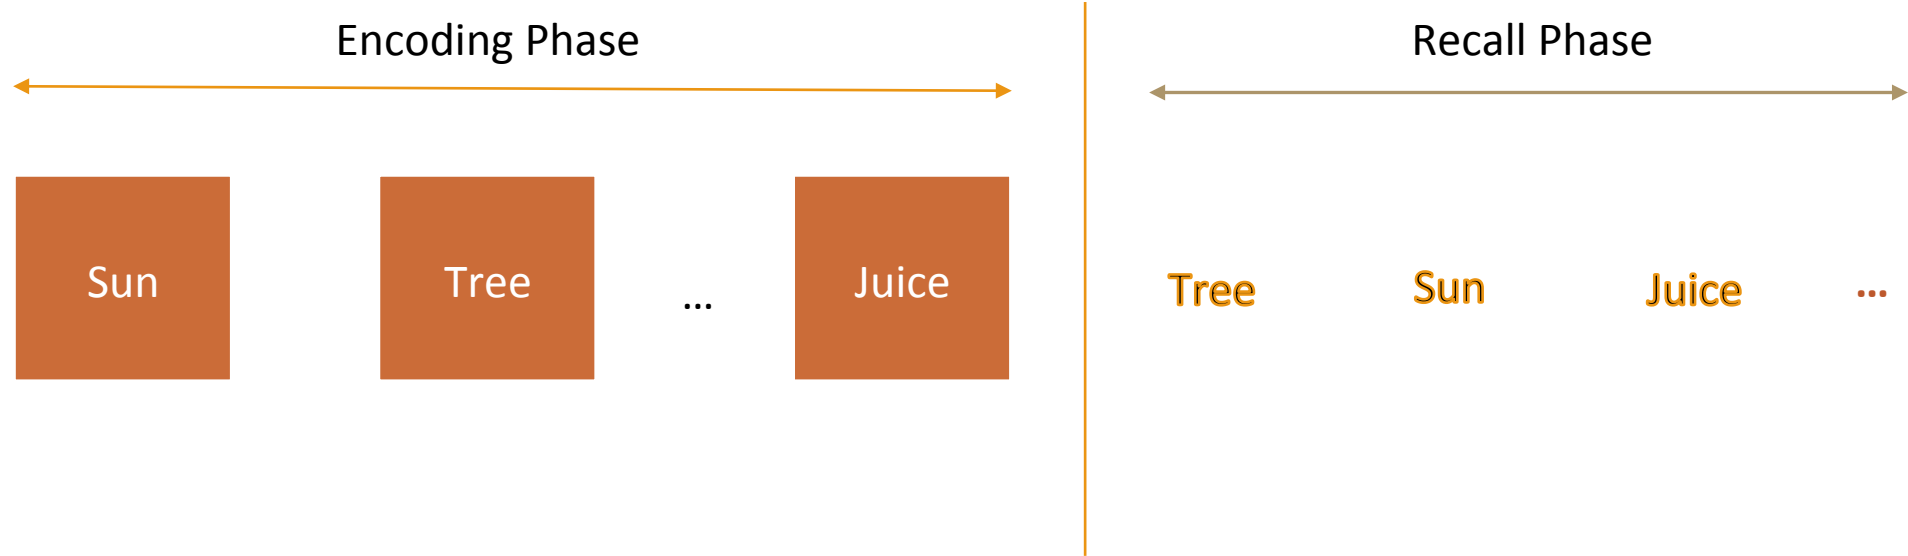 Encoding Phase
Recall Phase
Sun Tree ... Juice
Tree Sun Juice ...